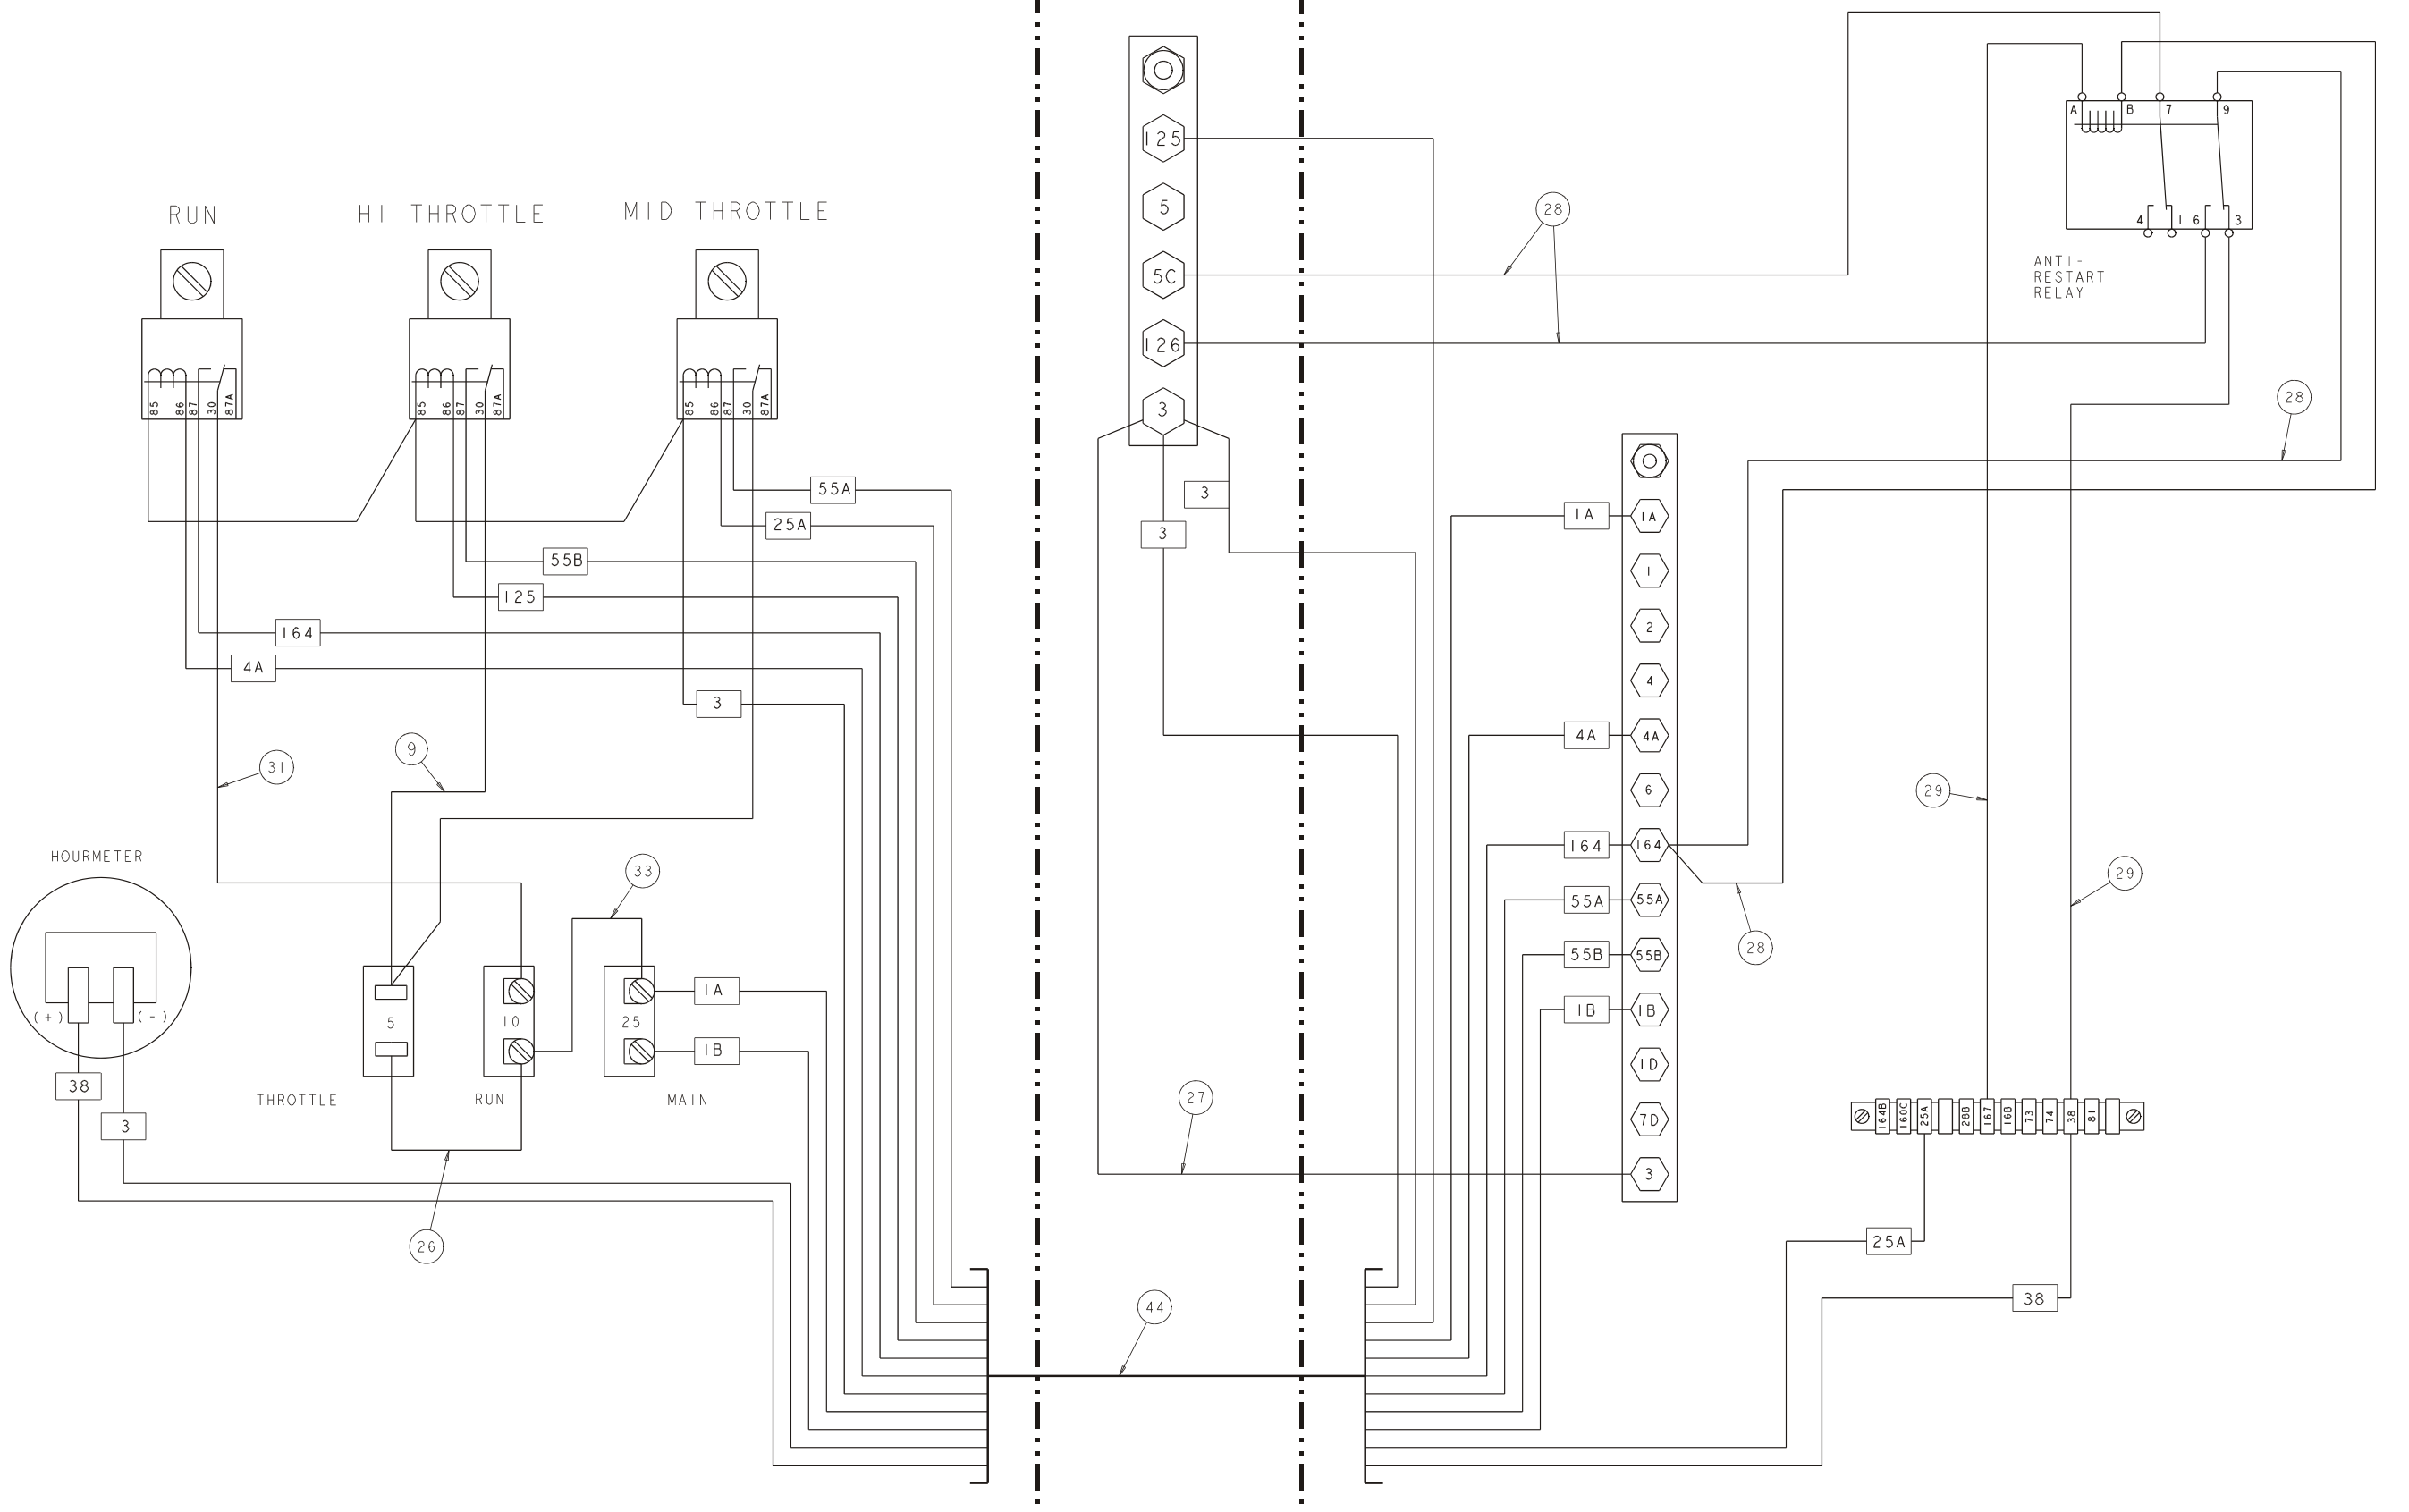 RUN
HI THROTTLE
MID THROTTLE
85 86 87 30 87A
85 86 87 30 87A
85 86 87 30 87A
55A
25A
55B
125
164
4A
3
31
9
33
HOURMETER
(+) (-)
38
3
5
10
25
THROTTLE
RUN
MAIN
1A
1B
26
44
125
5
5C
126
3
3
3
27
28
A B 7 9
4 1 6 3
ANTI-
RESTART
RELAY
28
1A
4A
164
55A
55B
1B
1A
1
2
4
4A
6
164
55A
55B
1B
1D
7D
3
28
29
29
164B 160C 25A 28B 167 16B 73 74 38 81
25A
38